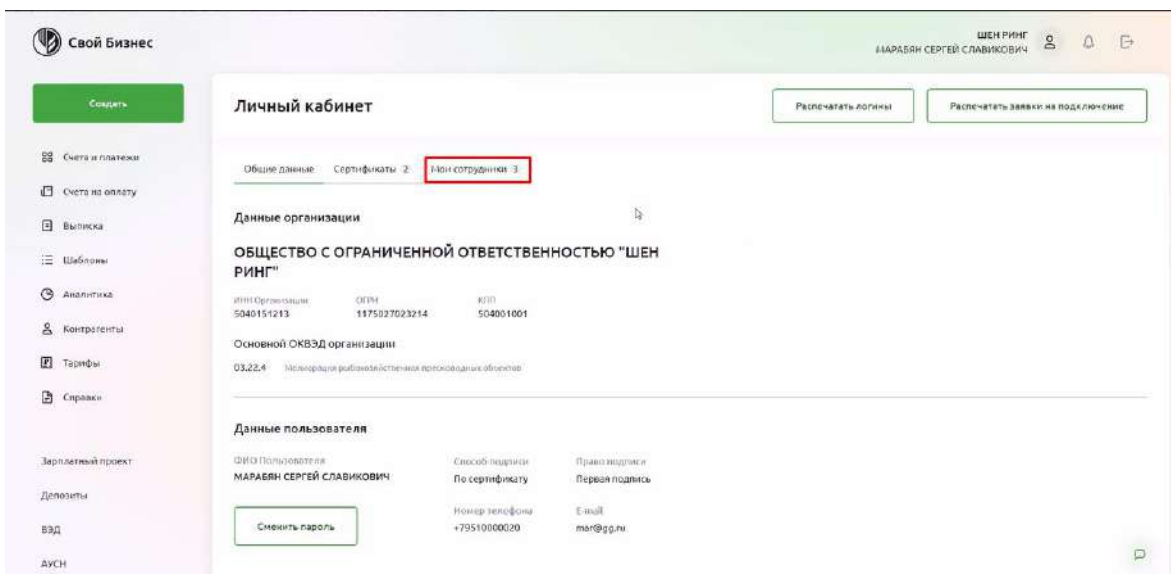 Свой Бизнес
ШЕН РИНГ
МАРАБЯН СЕРГЕЙ СЛАВИКОВИЧ
Создать
Личный кабинет
Распечатать логины
Распечатать заявки на подключение
Счета и платежи
Общие данные Сертификаты 2 Мои сотрудники 3
Счета на оплату
Выписка
Данные организации
Шаблоны
ОБЩЕСТВО С ОГРАНИЧЕННОЙ ОТВЕТСТВЕННОСТЬЮ "ШЕН
РИНГ"
Аналитика
ИНН Организации ОГРН КПП
5040151213 1175027023214 504001001
Контрагенты
Основной ОКВЭД организации
Тарифы
03.22.4 Мелиорация рыбохозяйственная пресноводных объектов
Справки
Данные пользователя
Зарплатный проект
ФИО Пользователя Способ подписи Право подписи
МАРАБЯН СЕРГЕЙ СЛАВИКОВИЧ По сертификату Первая подпись
Депозиты
Номер телефона E-mail
Сменить пароль +79510000020 mar@gg.ru
ВЭД
АУСН